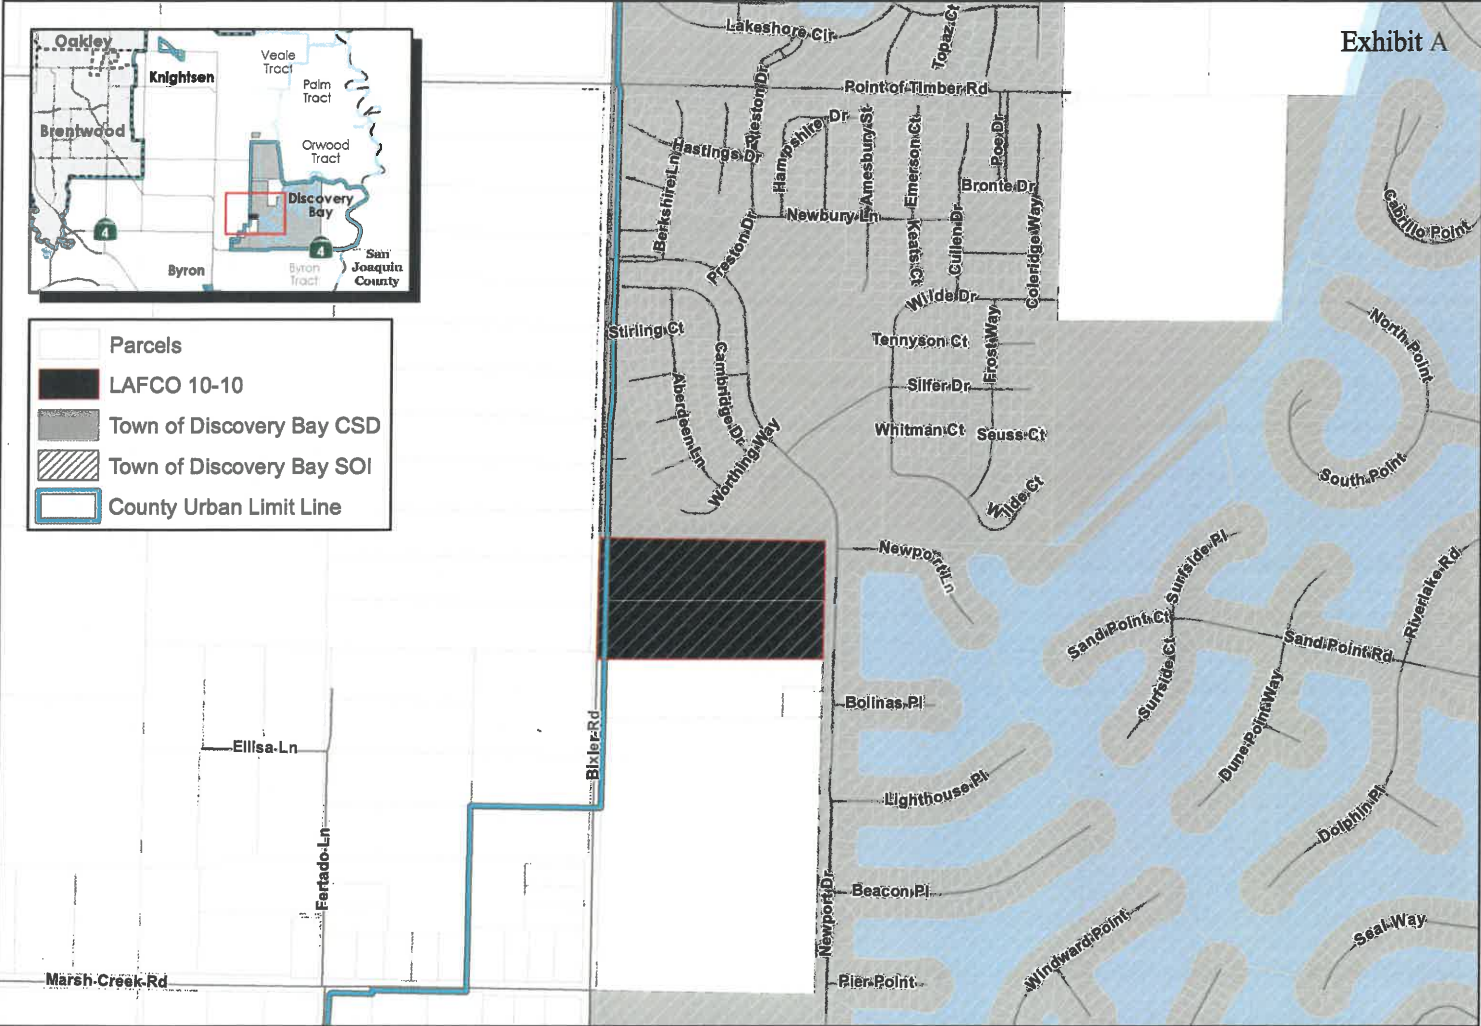 Exhibit A
Oakley
Knightsen
Veale
Tract
Palm
Tract
Brentwood
Orwood
Tract
Discovery
Bay
4
4
Byron
Byron
Tract
San
Joaquin
County
Parcels
LAFCO 10-10
Town of Discovery Bay CSD
Town of Discovery Bay SOI
County Urban Limit Line
Lakeshore Cir
Topaz Ct
Point of Timber Rd
Preston Dr
Hampshire Dr
Hastings Dr
Berkshire Ln
Amesbury St
Emerson Ct
Poe Dr
Bronte Dr
Newbury Ln
Keats Ct
Cullen Dr
Coleridge Way
Preston Dr
Wilde Dr
Cabrillo Point
North Point
Stirling Ct
Cambridge Dr
Tennyson Ct
Frost Way
Silfer Dr
Aberdeen Ln
Whitman Ct
Seuss Ct
Worthing Way
Wilde Ct
South Point
Newport Ln
Surfside Pl
Sand Point Ct
Sand Point Rd
Riverlake Rd
Surfside Ct
Dune Point Way
Bolinas Pl
Bixler Rd
Ellisa Ln
Lighthouse Pl
Dolphin Pl
Fertado Ln
Beacon Pl
Newport Dr
Windward Point
Seal Way
Marsh Creek Rd
Pier Point